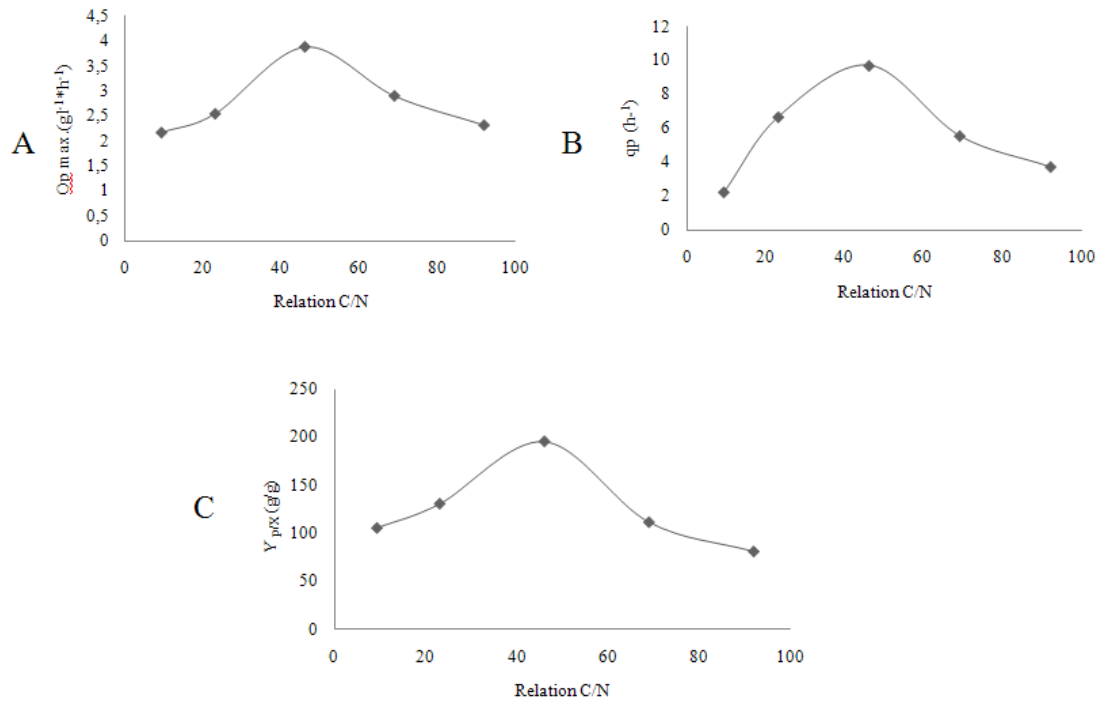 A
Qp max.(gl⁻¹*h⁻¹)
4,5
4
3,5
3
2,5
2
1,5
1
0,5
0
0 20 40 60 80 100
Relation C/N
B
qp (h-¹)
12
10
8
6
4
2
0
0 20 40 60 80 100
Relation C/N
C
Y p/x (g/g)
250
200
150
100
50
0
0 20 40 60 80 100
Relation C/N